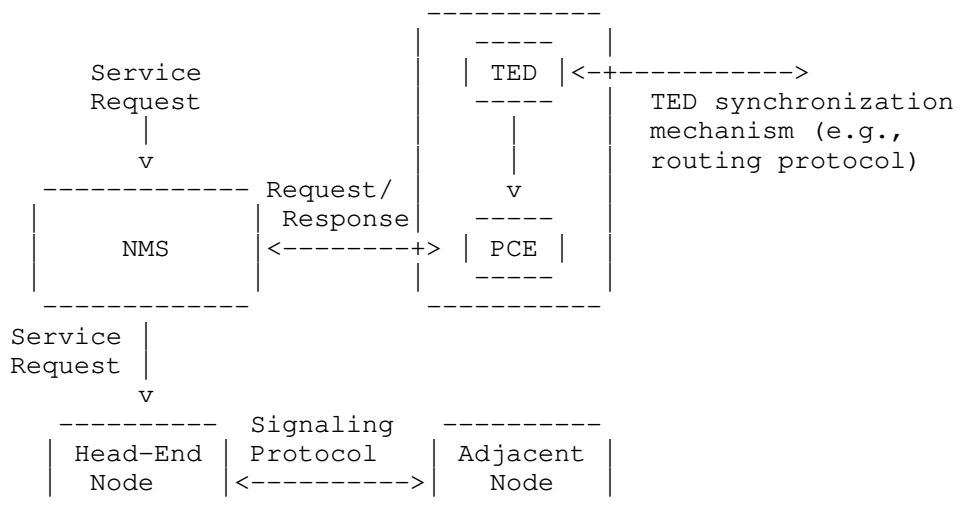 TED
Service
Request
TED synchronization
mechanism (e.g.,
routing protocol)
v
v
Request/
Response
NMS
PCE
Service
Request
v
Signaling
Protocol
Head-End
Node
Adjacent
Node